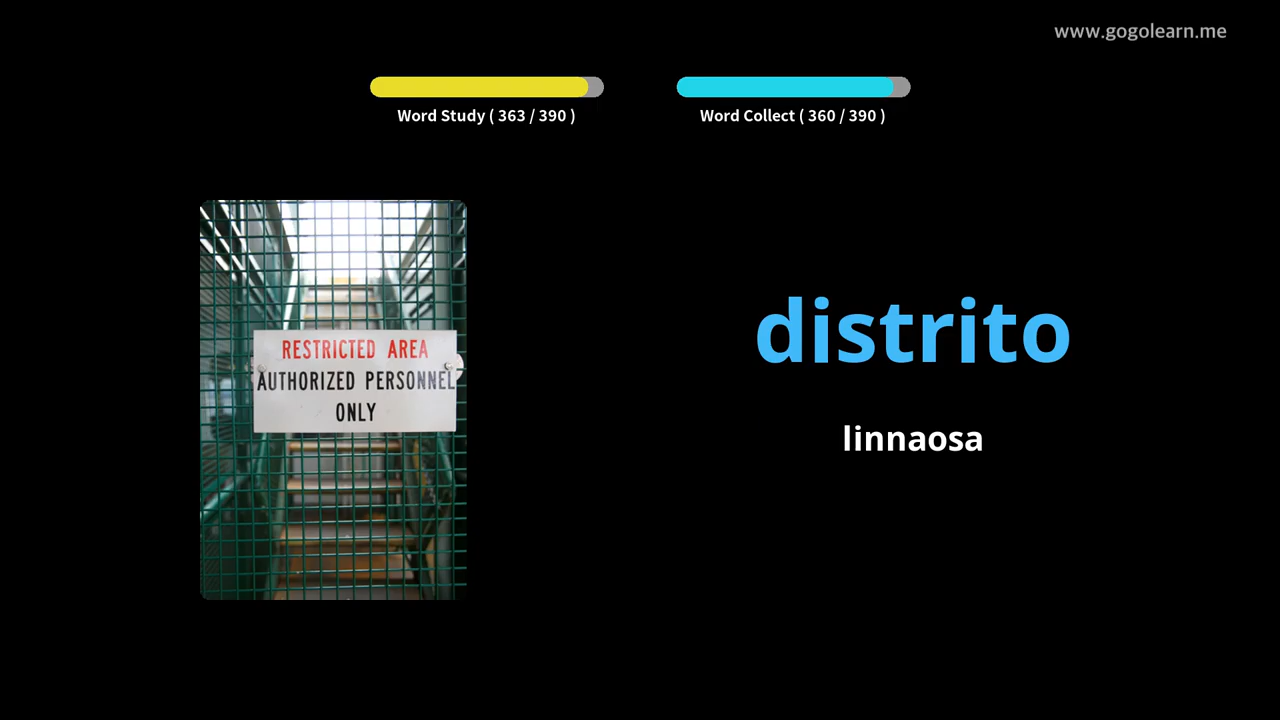 www.gogolearn.me
Word Study ( 363 / 390 )
Word Collect ( 360 / 390 )
RESTRICTED AREA
AUTHORIZED PERSONNEL
ONLY
distrito
linnaosa